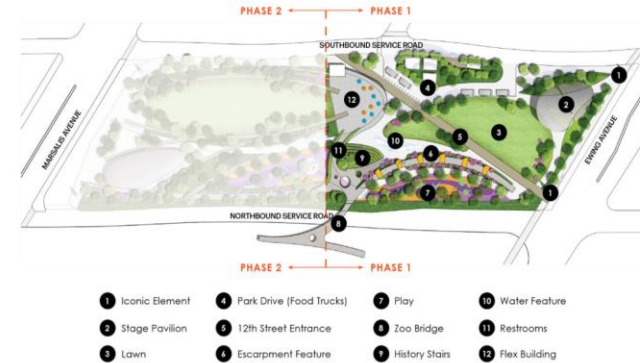 PHASE 2 PHASE 1
SOUTHBOUND SERVICE ROAD
1
4
2
12
MARSALIS AVENUE
5
3
10
EWING AVENUE
11
6
9
7
1
NORTHBOUND SERVICE ROAD
8
PHASE 2 PHASE 1
1 Iconic Element
4 Park Drive (Food Trucks)
7 Play
10 Water Feature
2 Stage Pavilion
5 12th Street Entrance
8 Zoo Bridge
11 Restrooms
3 Lawn
6 Escarpment Feature
9 History Stairs
12 Flex Building